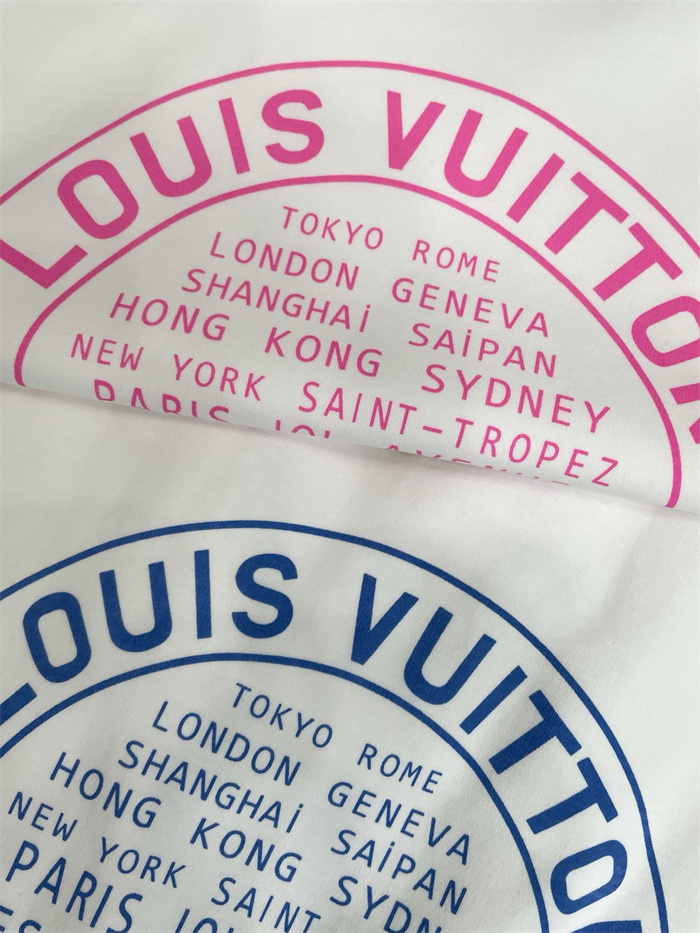 LOUIS VUITTON
TOKYO ROME
LONDON GENEVA
SHANGHAi SAiPAN
HONG KONG SYDNEY
NEW YORK SAINT-TROPEZ
PARIS
LOUIS VUITTON
TOKYO ROME
LONDON GENEVA
SHANGHAi SAiPAN
HONG KONG SYDN
NEW YORK SAINT
PARIS